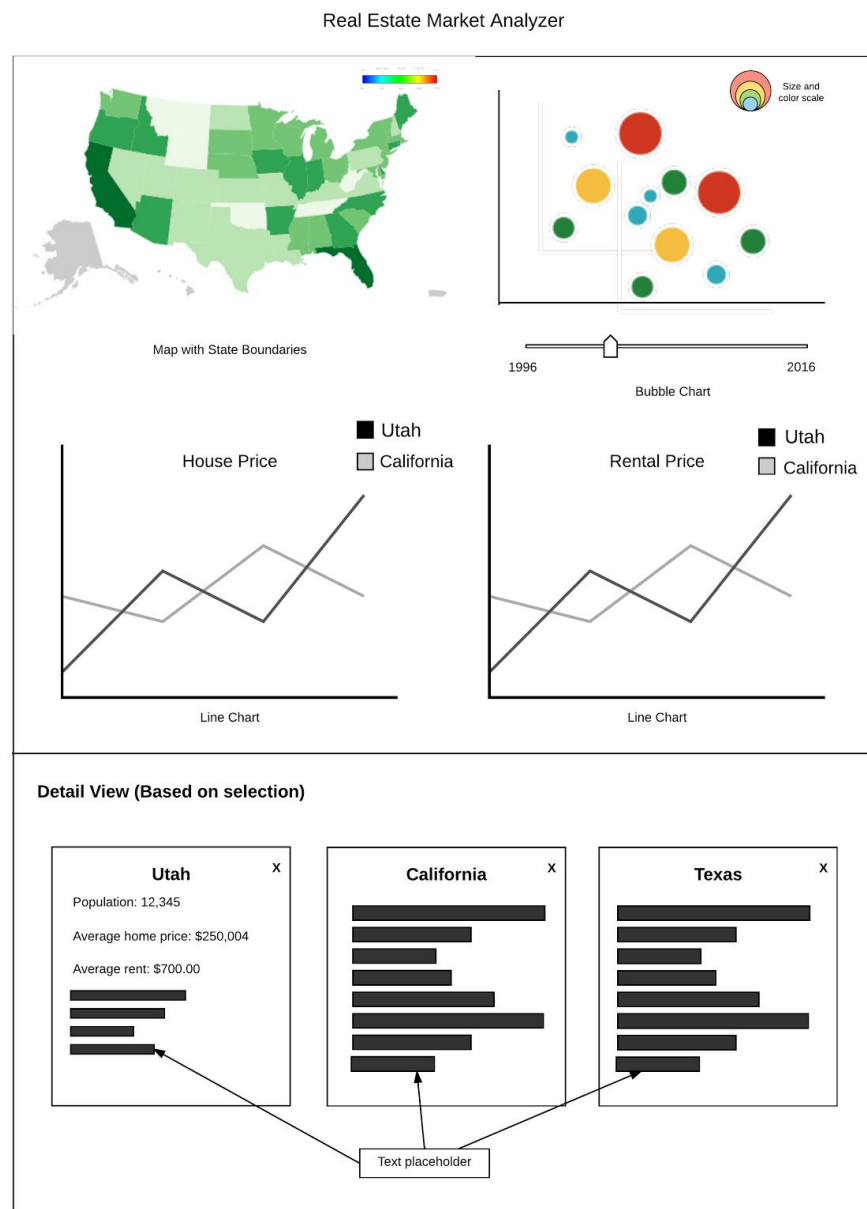 Real Estate Market Analyzer
Size and
color scale
Map with State Boundaries
1996
2016
Bubble Chart
House Price
Utah
California
Line Chart
Rental Price
Utah
California
Line Chart
Detail View (Based on selection)
X
Utah
Population: 12,345
Average home price: $250,004
Average rent: $700.00
X
California
X
Texas
Text placeholder